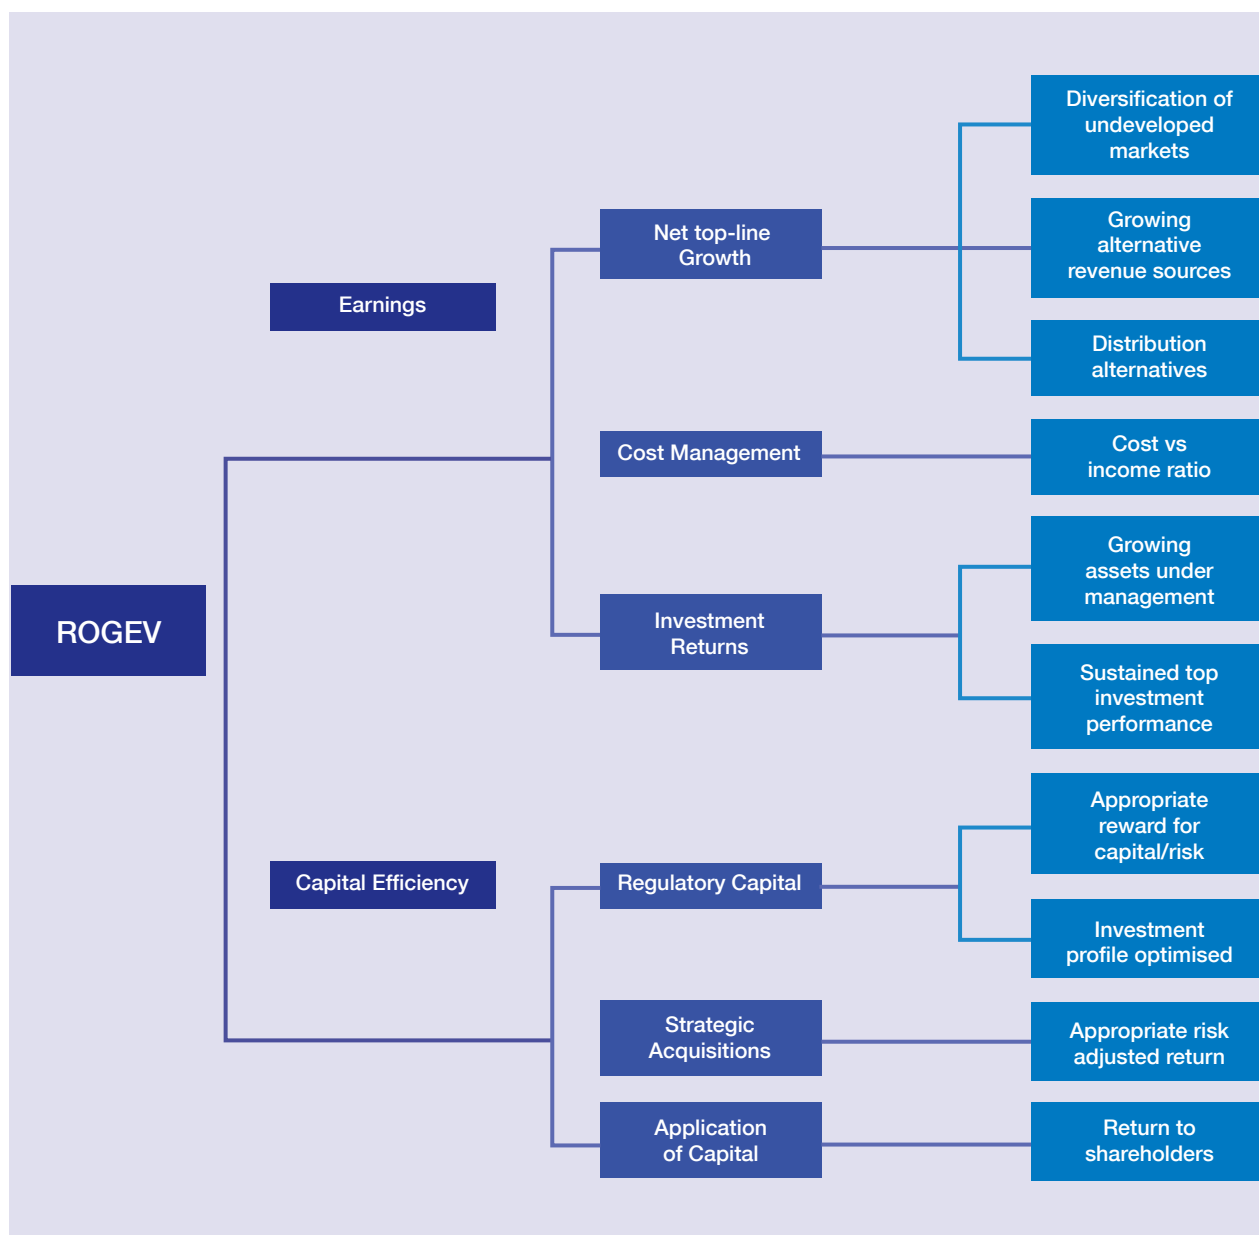 ROGEV
Earnings
Net top-line
Growth
Diversification of
undeveloped
markets
Growing
alternative
revenue sources
Distribution
alternatives
Cost Management
Cost vs
income ratio
Investment
Returns
Growing
assets under
management
Sustained top
investment
performance
Capital Efficiency
Regulatory Capital
Appropriate
reward for
capital/risk
Investment
profile optimised
Strategic
Acquisitions
Appropriate risk
adjusted return
Application
of Capital
Return to
shareholders